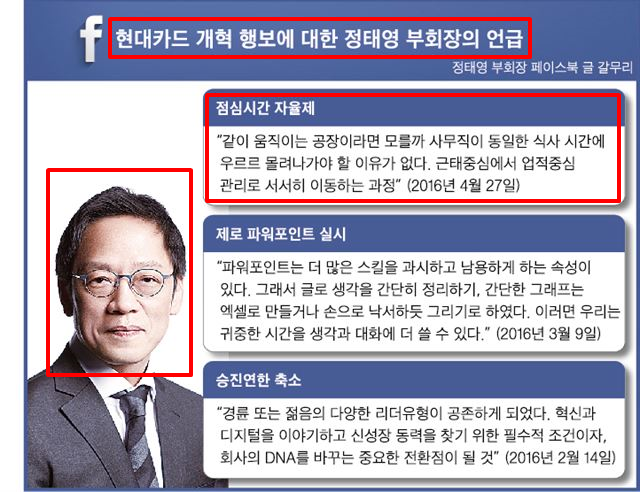 f 현대카드 개혁 행보에 대한 정태영 부회장의 언급
정태영 부회장 페이스북 글 갈무리
점심시간 자율제
“같이 움직이는 공장이라면 모를까 사무직이 동일한 식사 시간에
우르르 몰려나가야 할 이유가 없다. 근태중심에서 업적중심
관리로 서서히 이동하는 과정” (2016년 4월 27일)
제로 파워포인트 실시
“파워포인트는 더 많은 스킬을 과시하고 남용하게 하는 속성이
있다. 그래서 글로 생각을 간단히 정리하기, 간단한 그래프는
엑셀로 만들거나 손으로 낙서하듯 그리기로 하였다. 이러면 우리는
귀중한 시간을 생각과 대화에 더 쓸 수 있다.” (2016년 3월 9일)
승진연한 축소
“경륜 또는 젊음의 다양한 리더유형이 공존하게 되었다. 혁신과
디지털을 이야기하고 신성장 동력을 찾기 위한 필수적 조건이자,
회사의 DNA를 바꾸는 중요한 전환점이 될 것” (2016년 2월 14일)